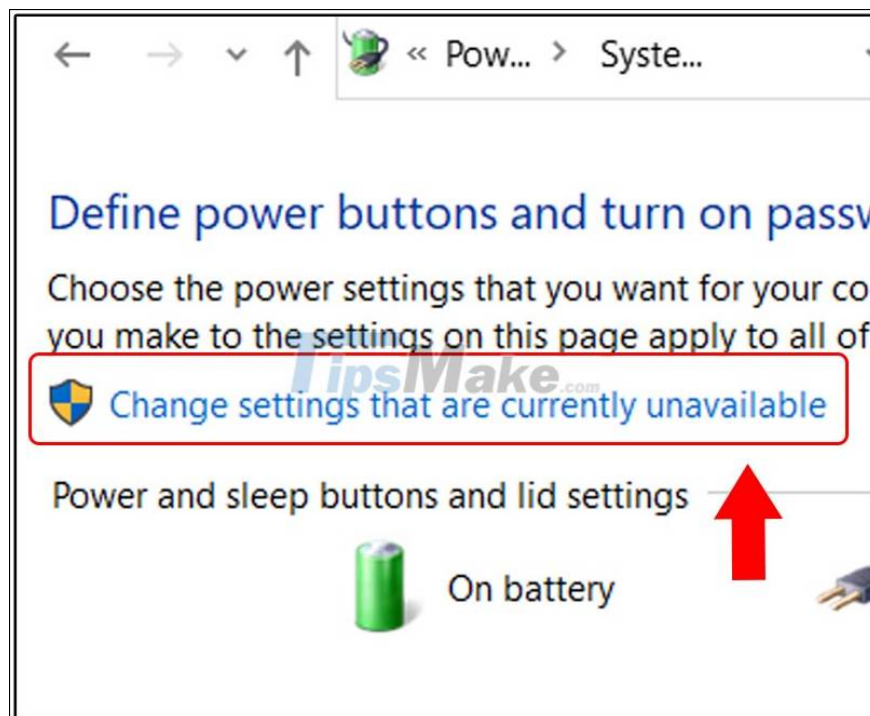 « Pow... > Syste...
Define power buttons and turn on passw
Choose the power settings that you want for your co
you make to the settings on this page apply to all of
TipsMake.com
Change settings that are currently unavailable
Power and sleep buttons and lid settings
On battery